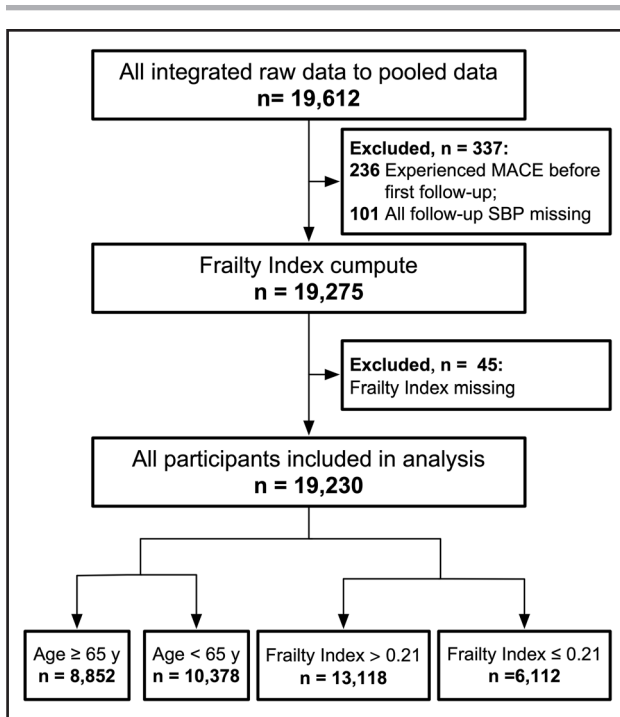 All integrated raw data to pooled data
n= 19,612
Excluded, n = 337:
236 Experienced MACE before
first follow-up;
101 All follow-up SBP missing
Frailty Index cumpute
n = 19,275
Excluded, n = 45:
Frailty Index missing
All participants included in analysis
n = 19,230
Age ≥ 65 y
n = 8,852
Age < 65 y
n = 10,378
Frailty Index > 0.21
n = 13,118
Frailty Index ≤ 0.21
n =6,112